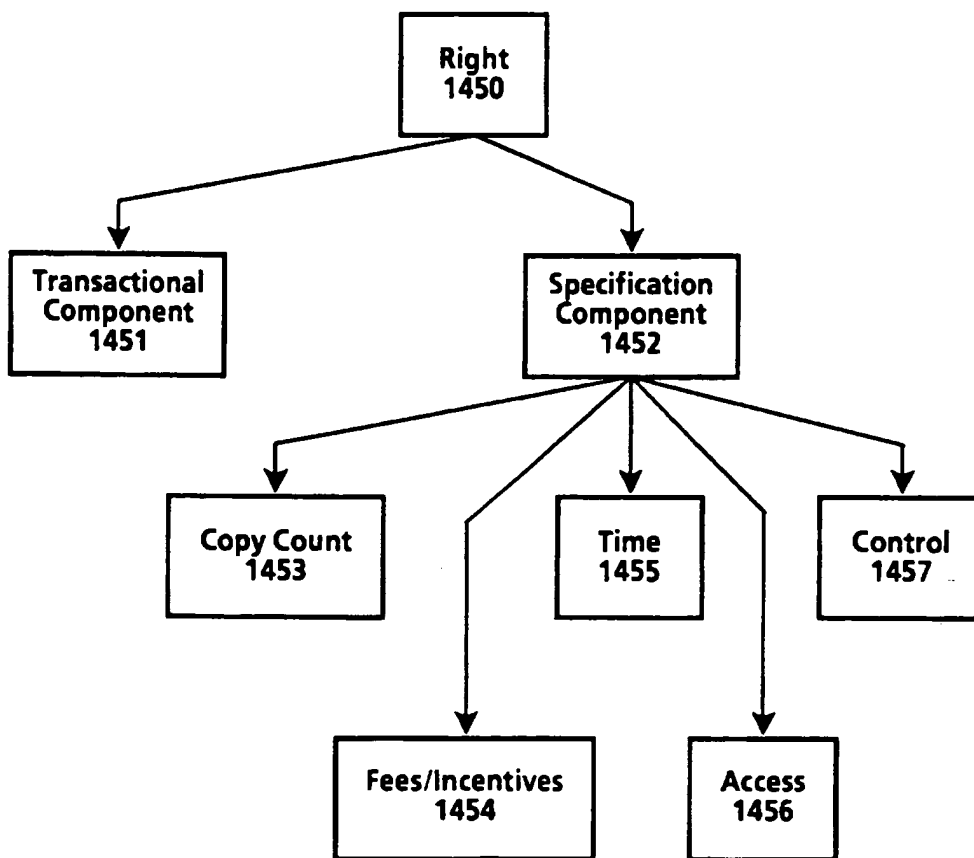 Right
1450
Transactional
Component
1451
Specification
Component
1452
Copy Count
1453
Time
1455
Control
1457
Fees/Incentives
1454
Access
1456